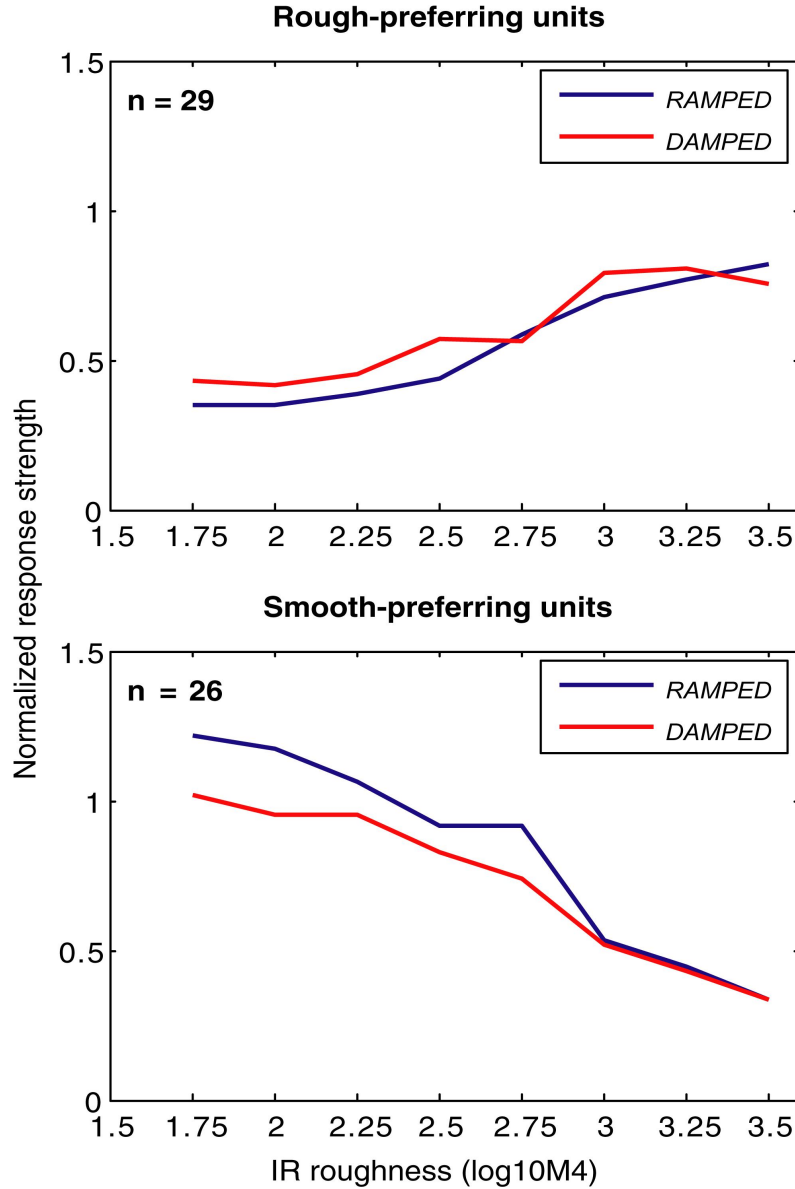 Rough-preferring units
1.5
n = 29
RAMPED
DAMPED
1
0.5
0
1.5 1.75 2 2.25 2.5 2.75 3 3.25 3.5
Normalized response strength
Smooth-preferring units
1.5
n = 26
RAMPED
DAMPED
1
0.5
0
1.5 1.75 2 2.25 2.5 2.75 3 3.25 3.5
IR roughness (log10M4)